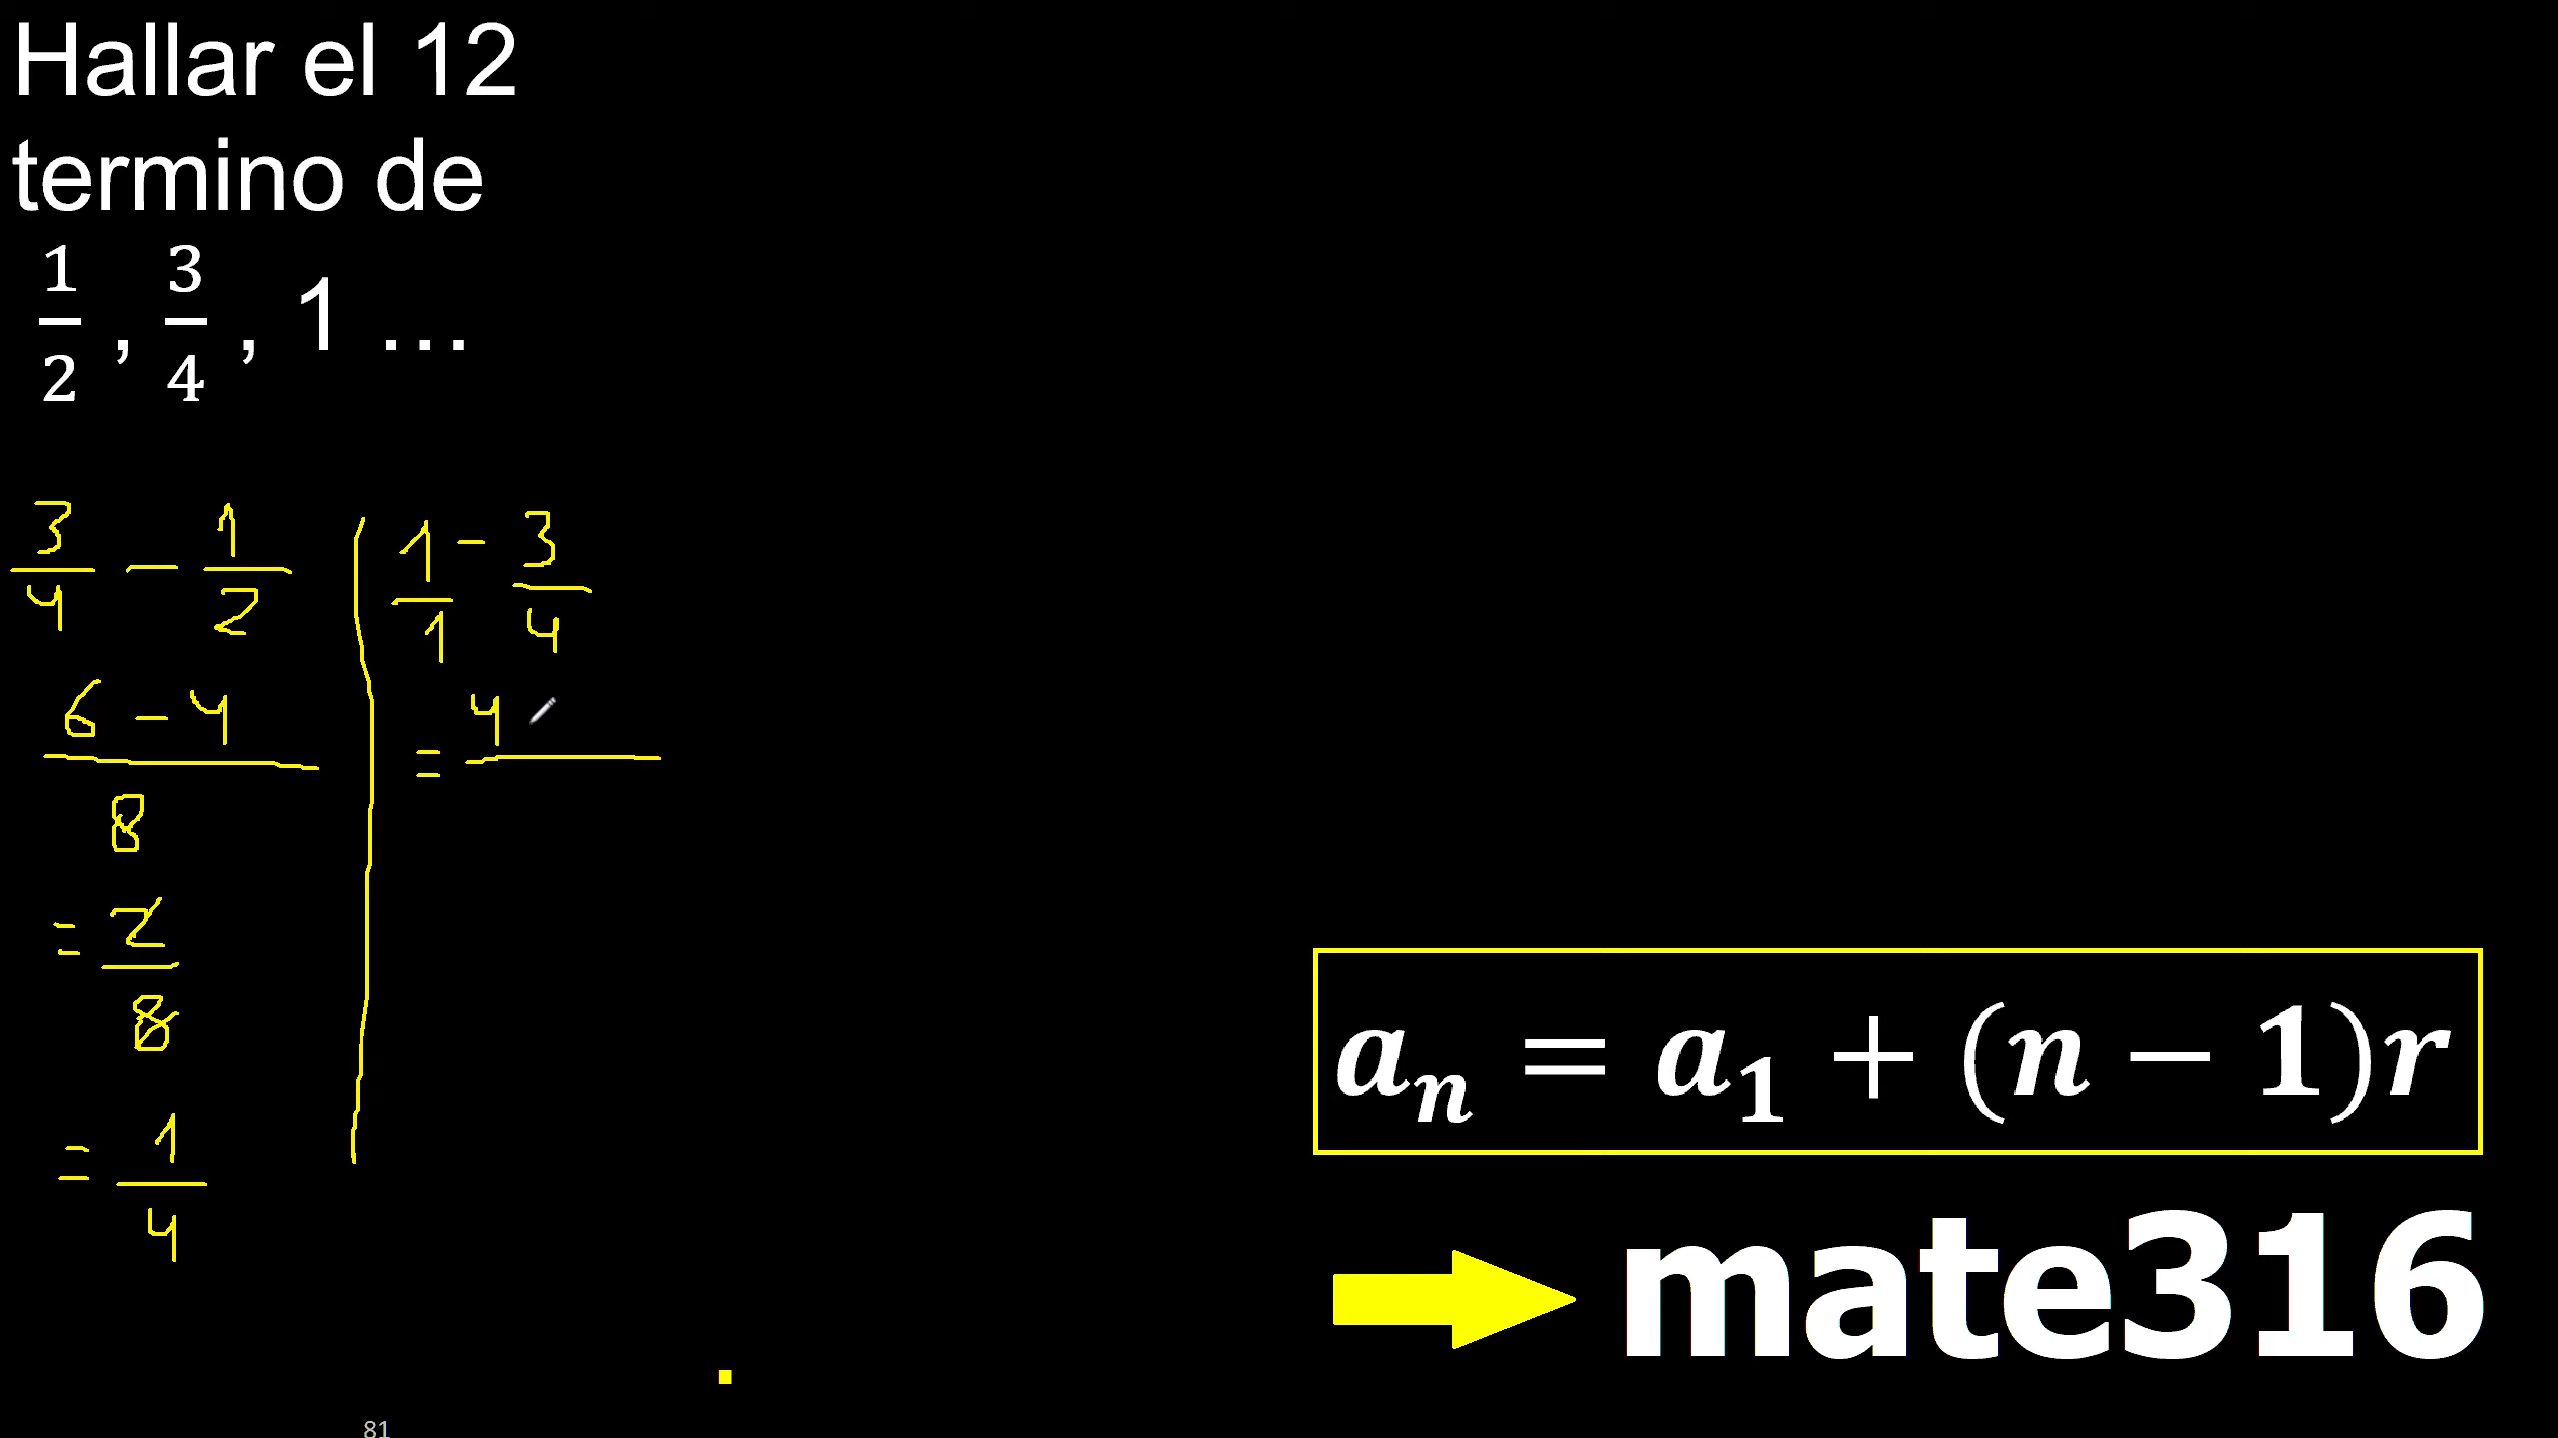 Hallar el 12
termino de
1/2 , 3/4 , 1 ...
3/4 - 1/2
6 - 4
8
= 2/8
= 1/4
1/1 - 3/4
= 4
aₙ = a₁ + (n − 1)r
mate316
81